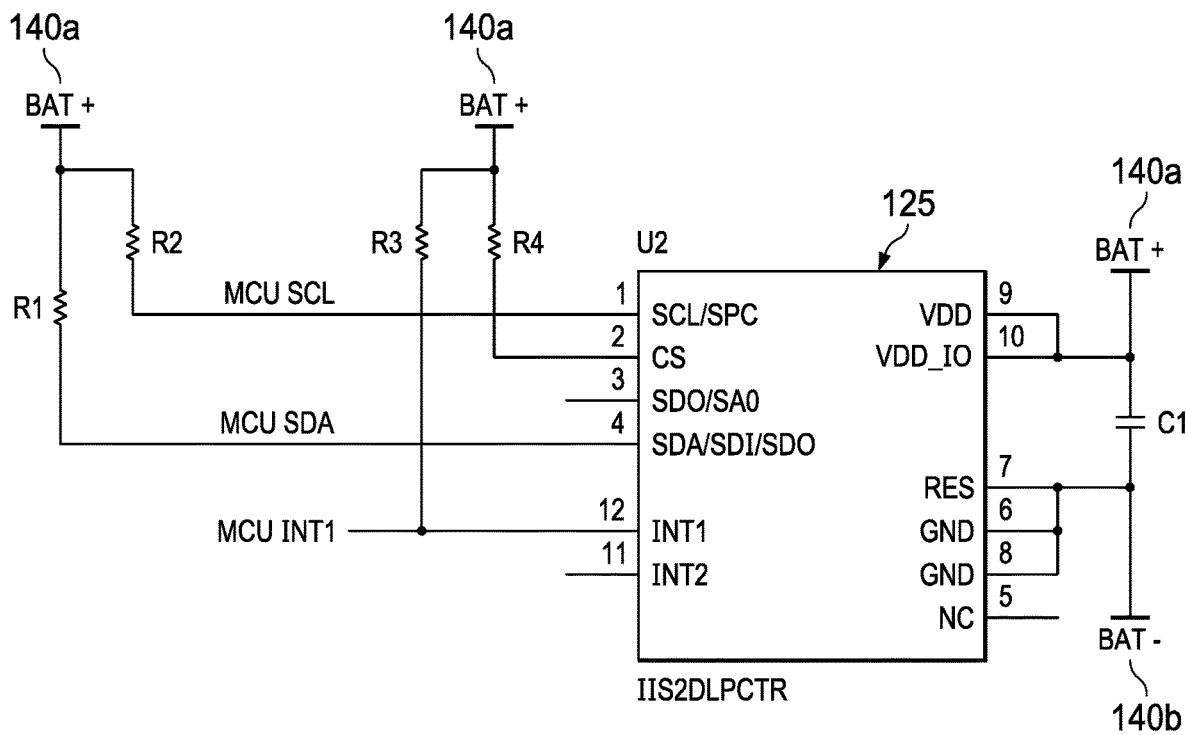 140a
140a
BAT +
BAT +
140a
125
R2
R3
R4
U2
BAT +
R1
MCU SCL
1
SCL/SPC
VDD
9
2
CS
VDD_IO
10
3
SDO/SA0
MCU SDA
4
SDA/SDI/SDO
C1
RES
7
MCU INT1
12
INT1
GND
6
11
INT2
GND
8
NC
5
BAT -
IIS2DLPCTR
140b